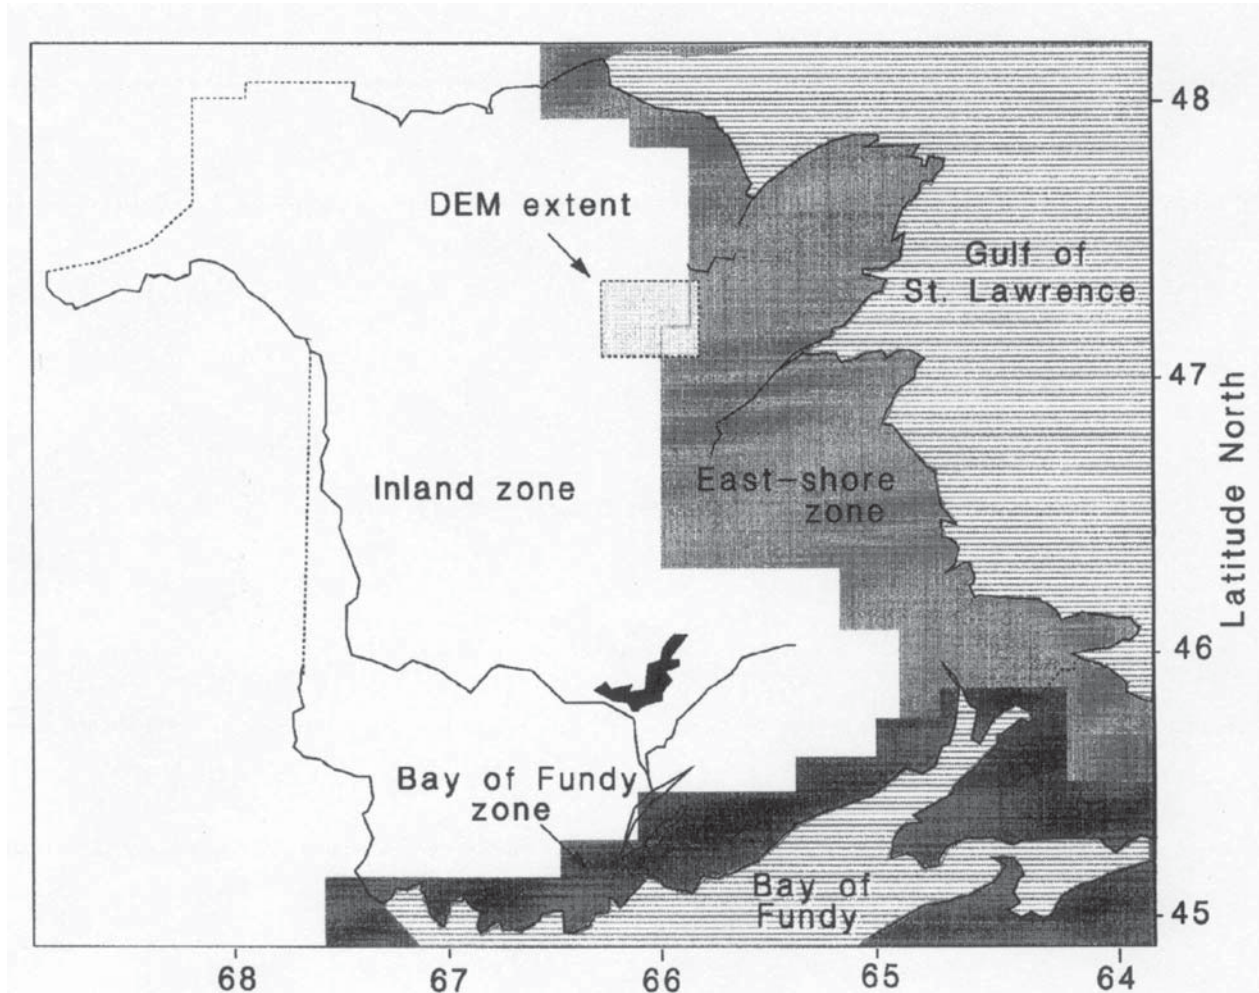 48
DEM extent
Gulf of
St. Lawrence
47
Latitude North
Inland zone
East-shore
zone
46
Bay of Fundy
zone
Bay of
Fundy
45
68
67
66
65
64